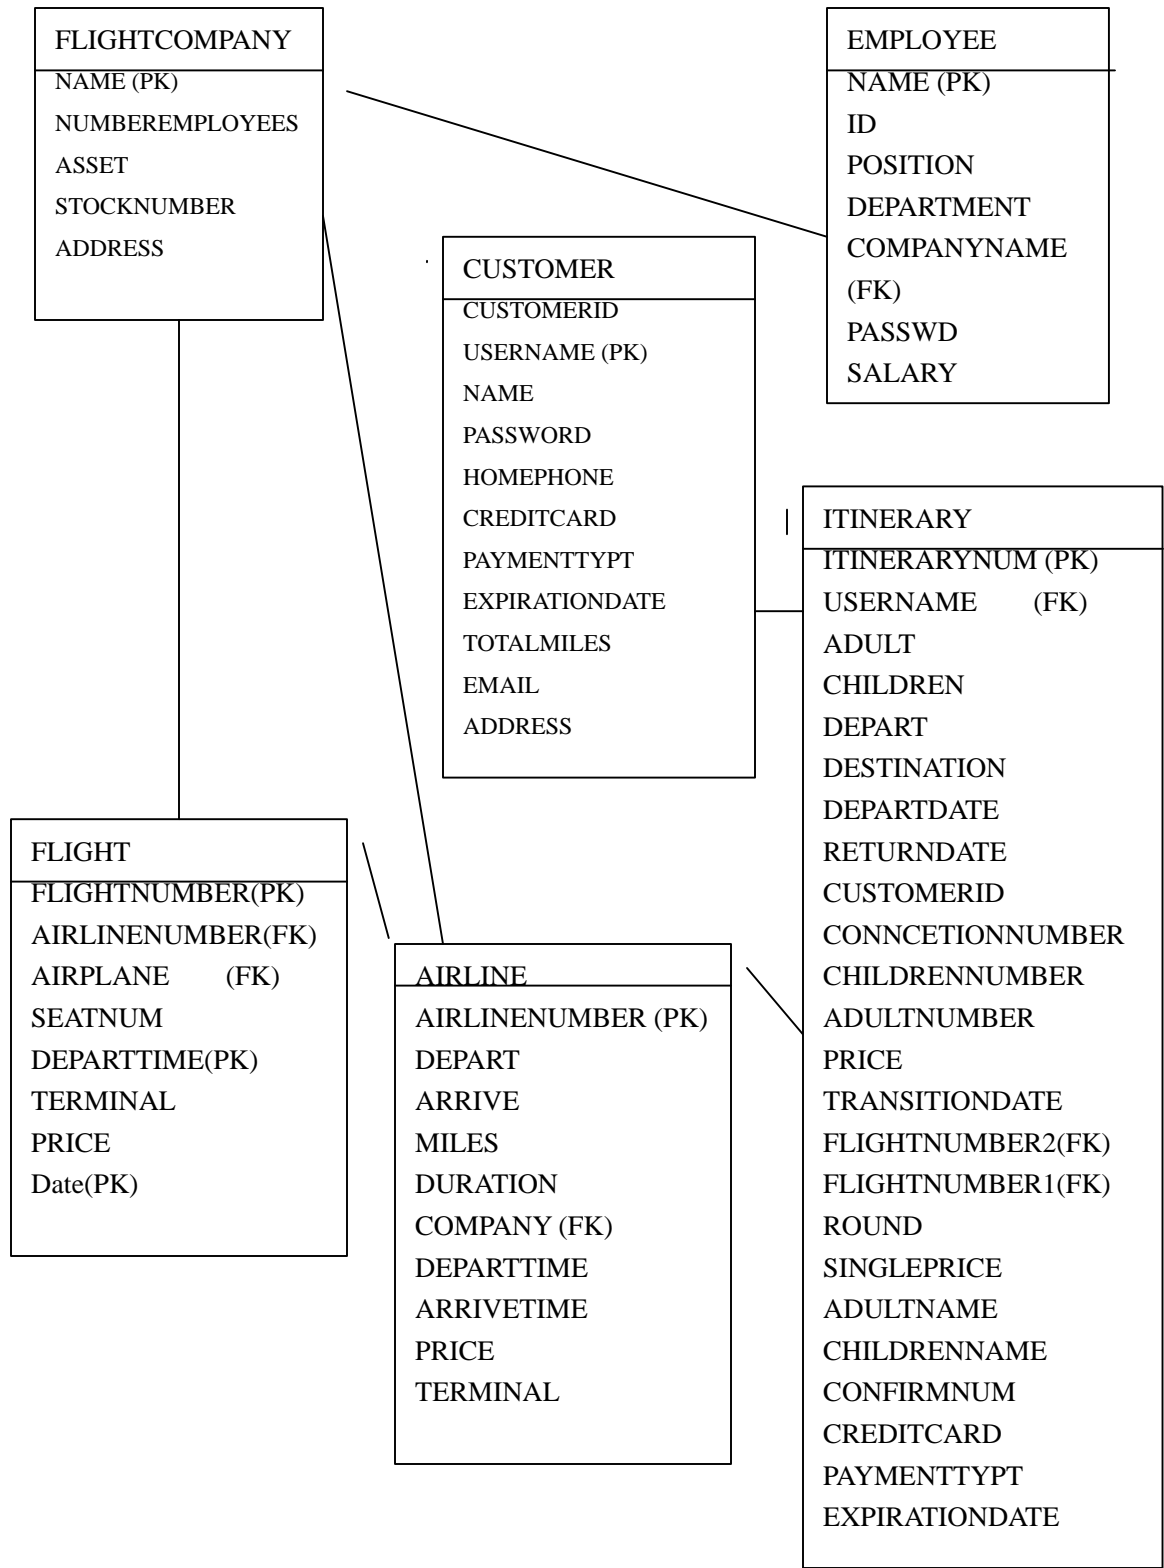 FLIGHTCOMPANY
NAME (PK)
NUMBEREMPLOYEES
ASSET
STOCKNUMBER
ADDRESS
EMPLOYEE
NAME (PK)
ID
POSITION
DEPARTMENT
COMPANYNAME
(FK)
PASSWD
SALARY
CUSTOMER
CUSTOMERID
USERNAME (PK)
NAME
PASSWORD
HOMEPHONE
CREDITCARD
PAYMENTTYPT
EXPIRATIONDATE
TOTALMILES
EMAIL
ADDRESS
ITINERARY
ITINERARYNUM (PK)
USERNAME (FK)
ADULT
CHILDREN
DEPART
DESTINATION
DEPARTDATE
RETURNDATE
CUSTOMERID
CONNCETIONNUMBER
CHILDRENNUMBER
ADULTNUMBER
PRICE
TRANSITIONDATE
FLIGHTNUMBER2(FK)
FLIGHTNUMBER1(FK)
ROUND
SINGLEPRICE
ADULTNAME
CHILDRENNAME
CONFIRMNUM
CREDITCARD
PAYMENTTYPT
EXPIRATIONDATE
FLIGHT
FLIGHTNUMBER(PK)
AIRLINENUMBER(FK)
AIRPLANE (FK)
SEATNUM
DEPARTTIME(PK)
TERMINAL
PRICE
Date(PK)
AIRLINE
AIRLINENUMBER (PK)
DEPART
ARRIVE
MILES
DURATION
COMPANY (FK)
DEPARTTIME
ARRIVETIME
PRICE
TERMINAL